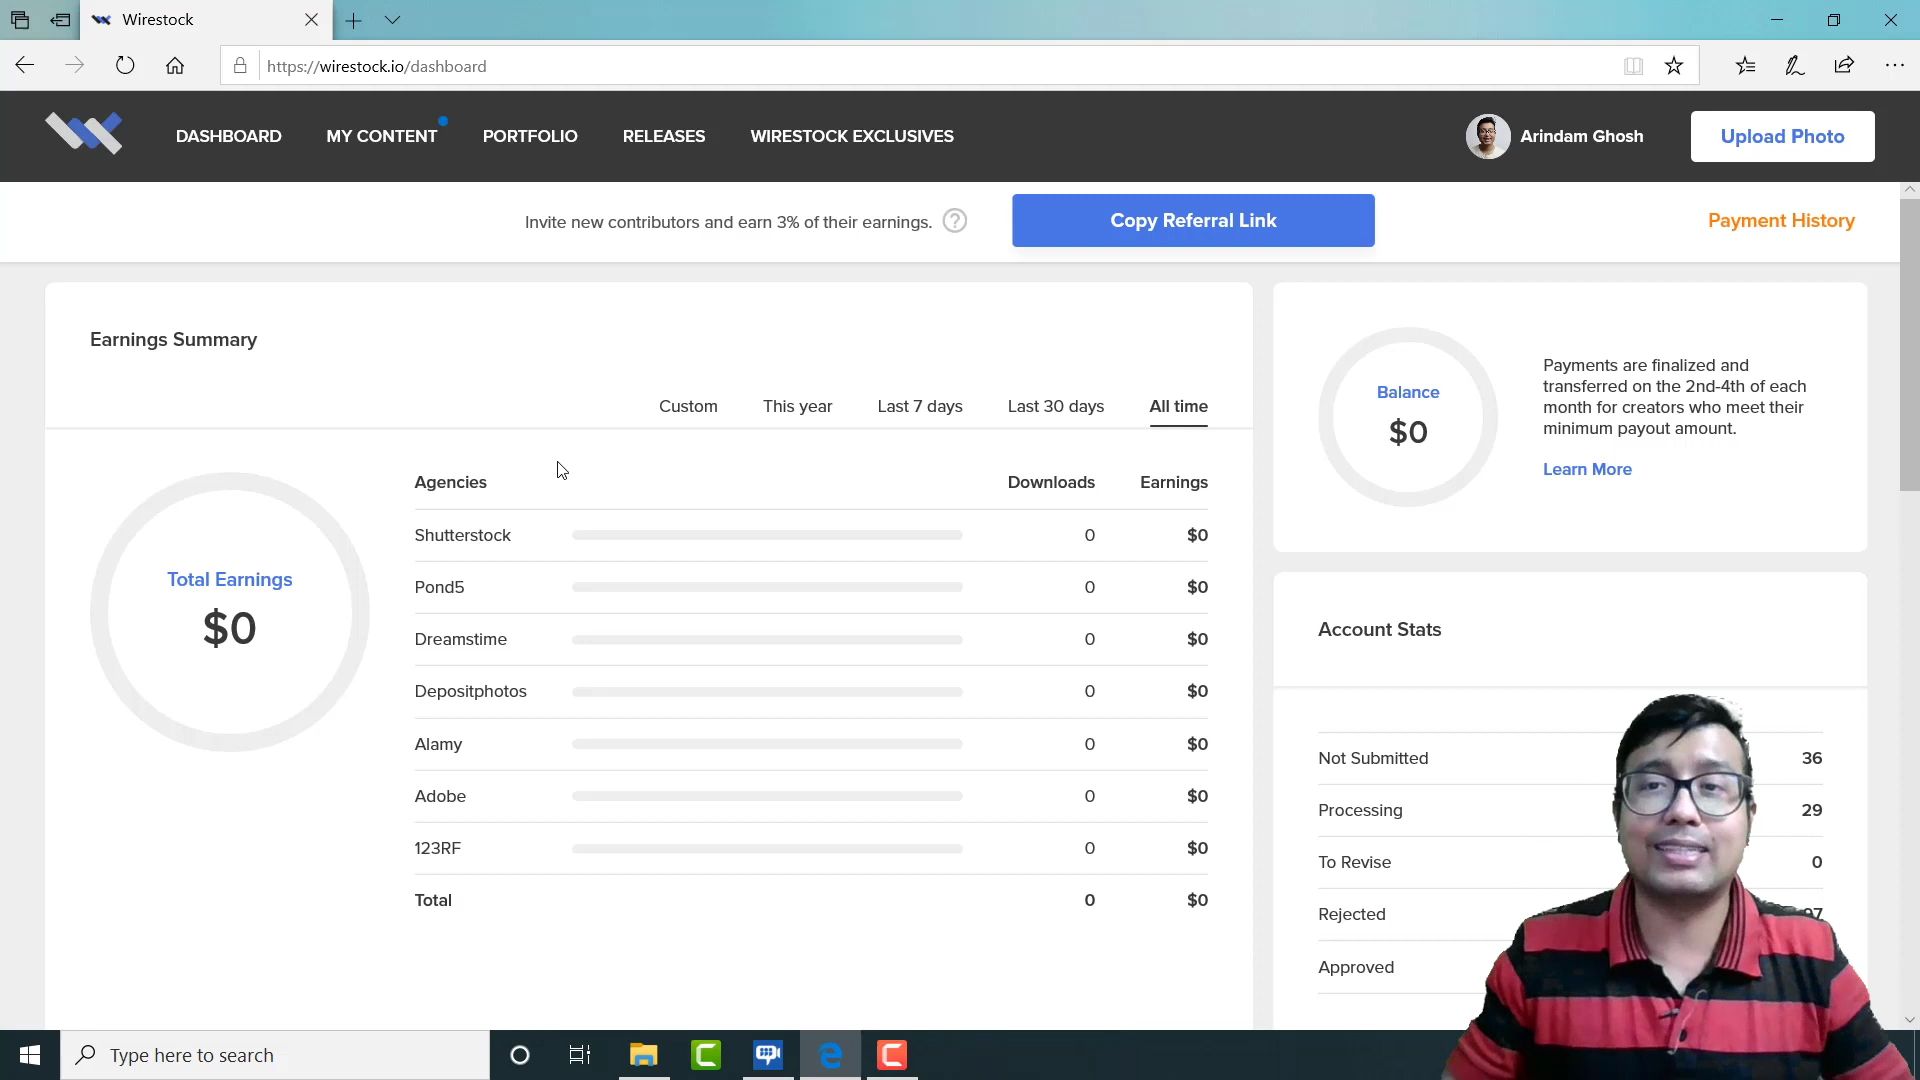 Wirestock
https://wirestock.io/dashboard
DASHBOARD
MY CONTENT
PORTFOLIO
RELEASES
WIRESTOCK EXCLUSIVES
Arindam Ghosh
Upload Photo
Invite new contributors and earn 3% of their earnings. ?
Copy Referral Link
Payment History
Earnings Summary
Custom This year Last 7 days Last 30 days All time
Total Earnings
$0
Agencies Downloads Earnings
Shutterstock 0 $0
Pond5 0 $0
Dreamstime 0 $0
Depositphotos 0 $0
Alamy 0 $0
Adobe 0 $0
123RF 0 $0
Total 0 $0
Balance
$0
Payments are finalized and
transferred on the 2nd-4th of each
month for creators who meet their
minimum payout amount.
Learn More
Account Stats
Not Submitted 36
Processing 29
To Revise 0
Rejected
Approved
Type here to search